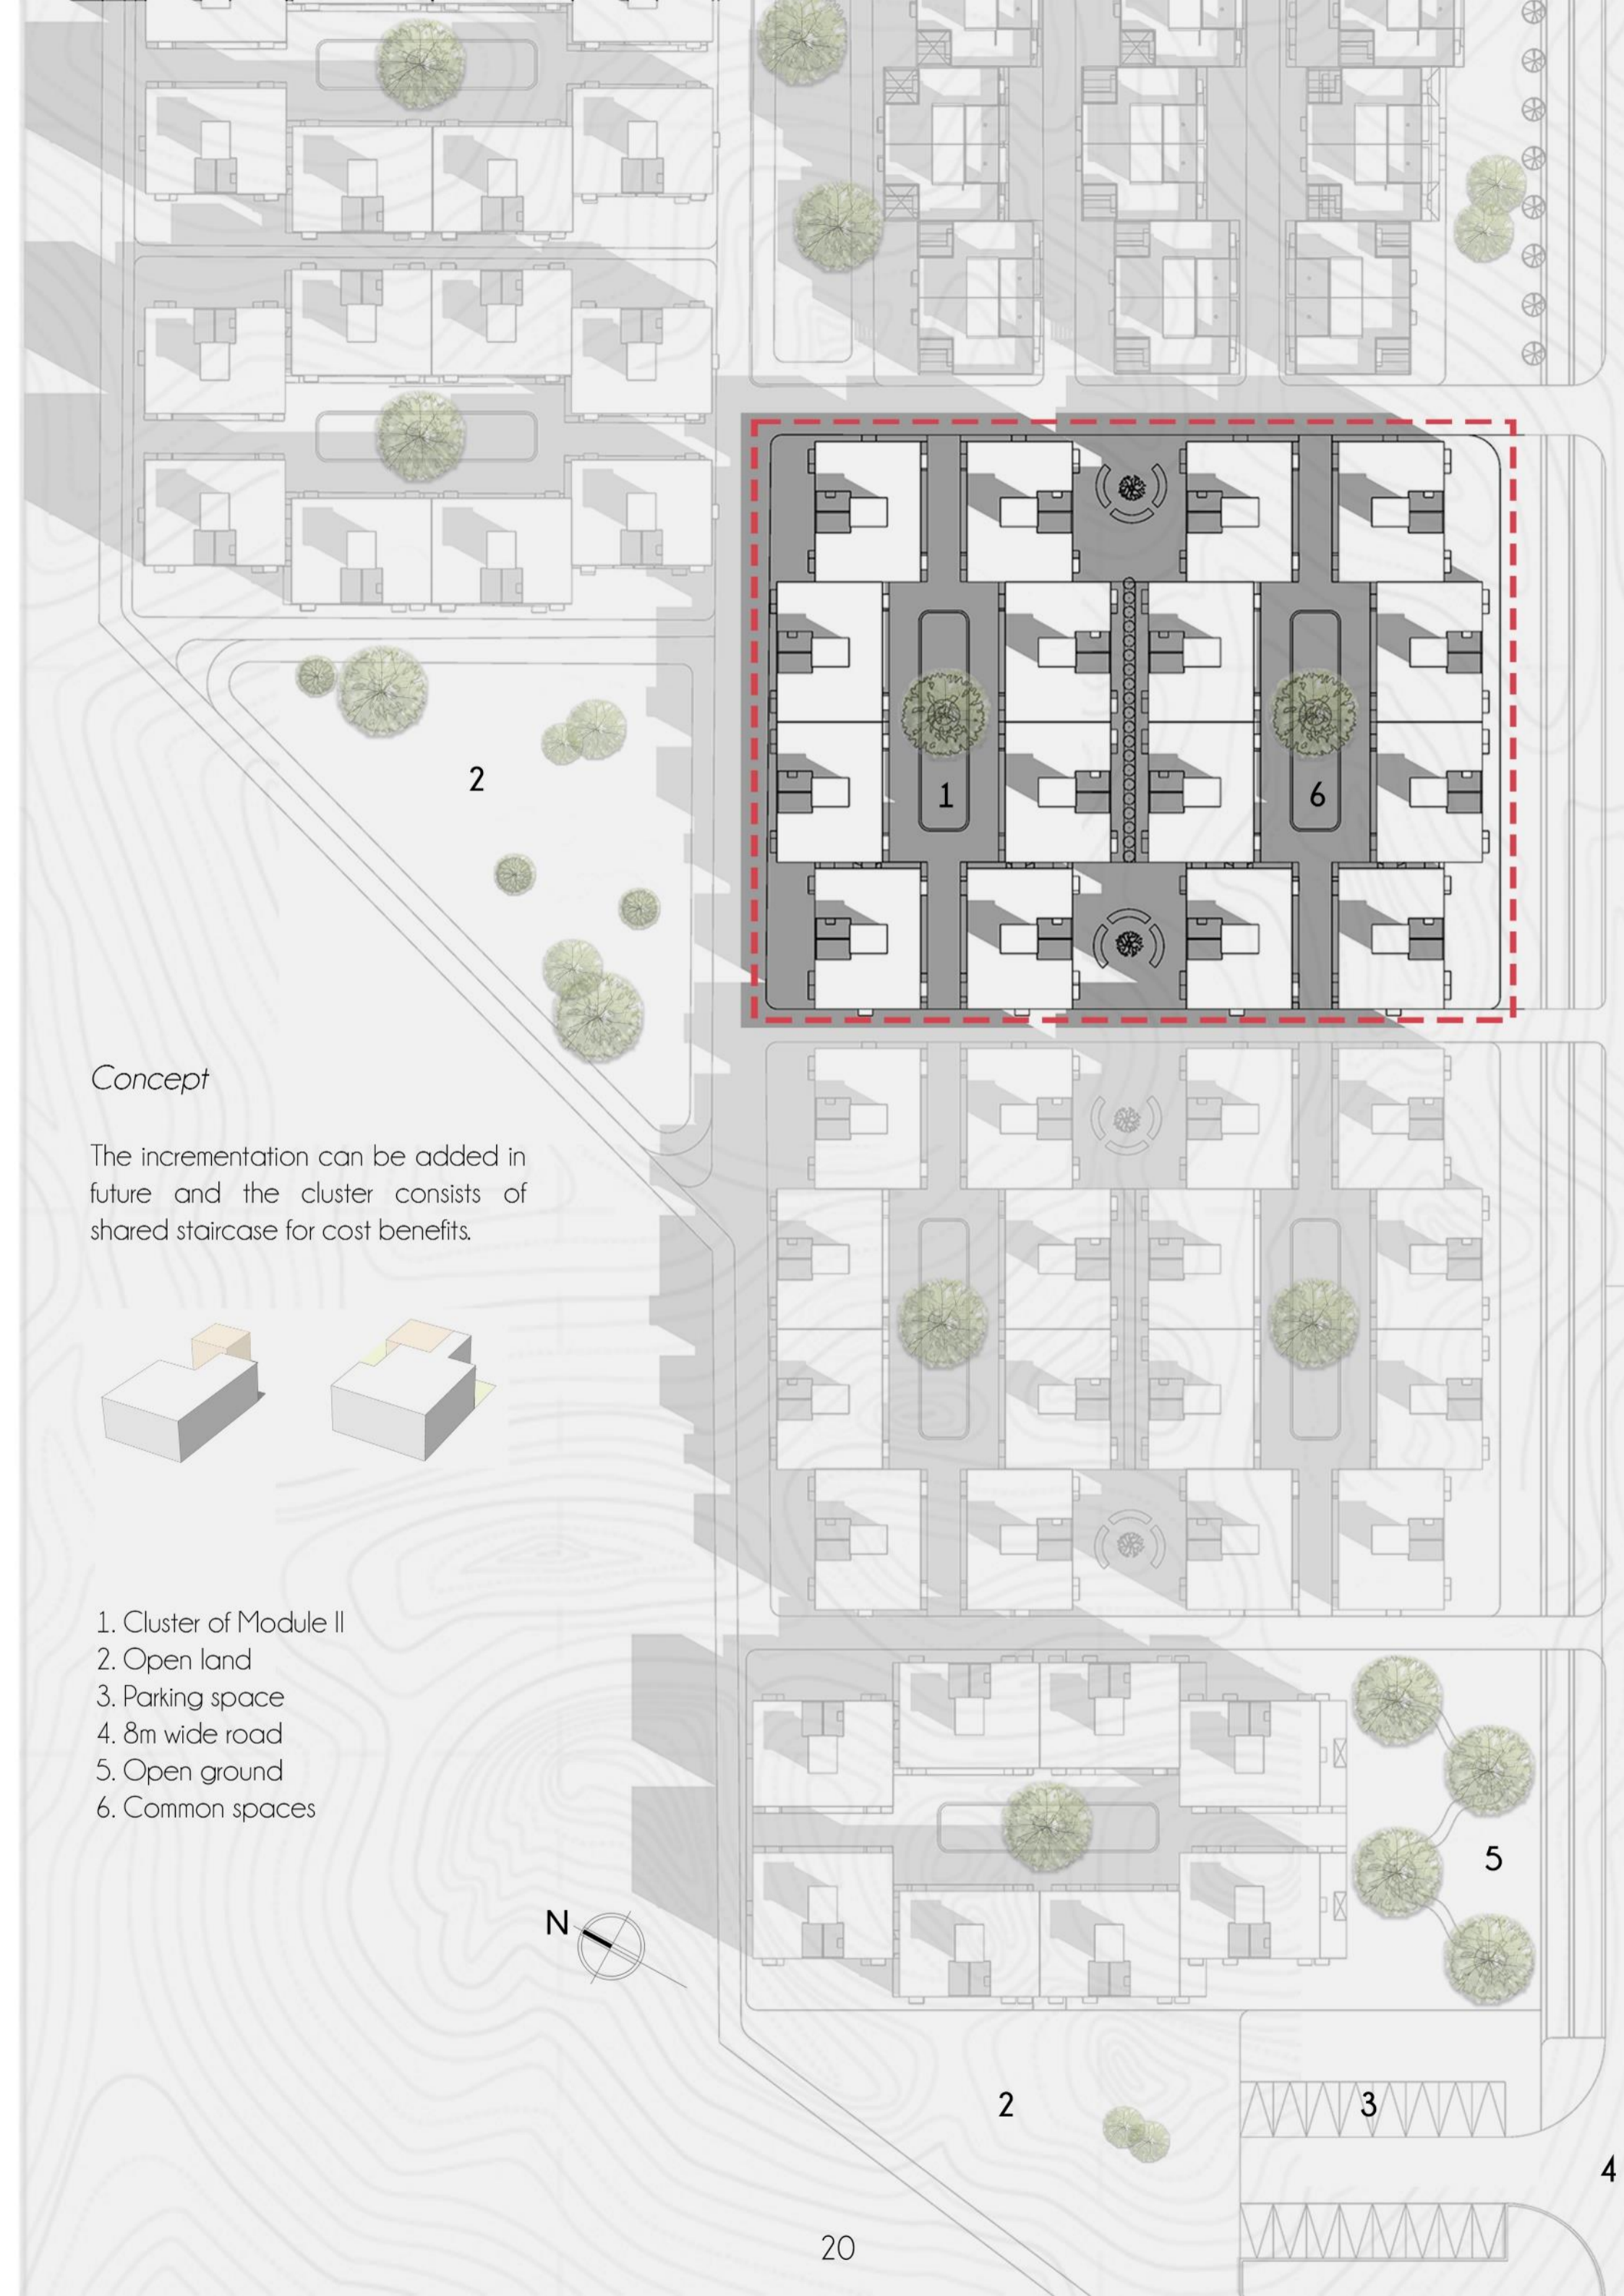 1
6
2
Concept
The incrementation can be added in
future and the cluster consists of
shared staircase for cost benefits.
1. Cluster of Module II
2. Open land
3. Parking space
4. 8m wide road
5. Open ground
6. Common spaces
5
N
2
3
4
20